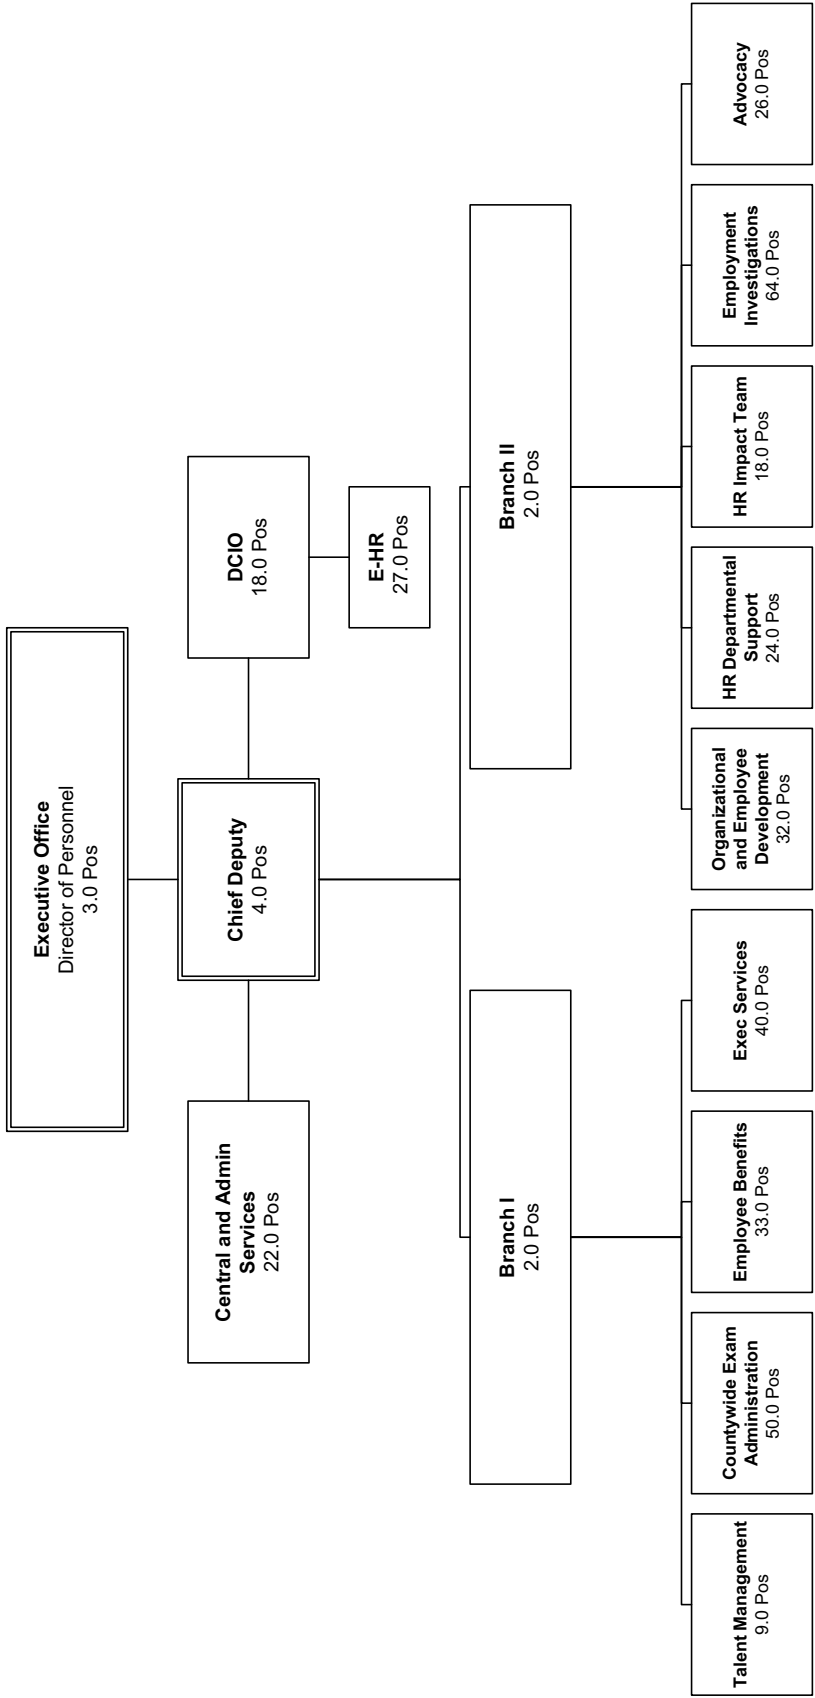 Executive Office
Director of Personnel
3.0 Pos
Central and Admin
Services
22.0 Pos
Chief Deputy
4.0 Pos
DCIO
18.0 Pos
E-HR
27.0 Pos
Branch I
2.0 Pos
Branch II
2.0 Pos
Talent Management
9.0 Pos
Countywide Exam
Administration
50.0 Pos
Employee Benefits
33.0 Pos
Exec Services
40.0 Pos
Organizational
and Employee
Development
32.0 Pos
HR Departmental
Support
24.0 Pos
HR Impact Team
18.0 Pos
Employment
Investigations
64.0 Pos
Advocacy
26.0 Pos